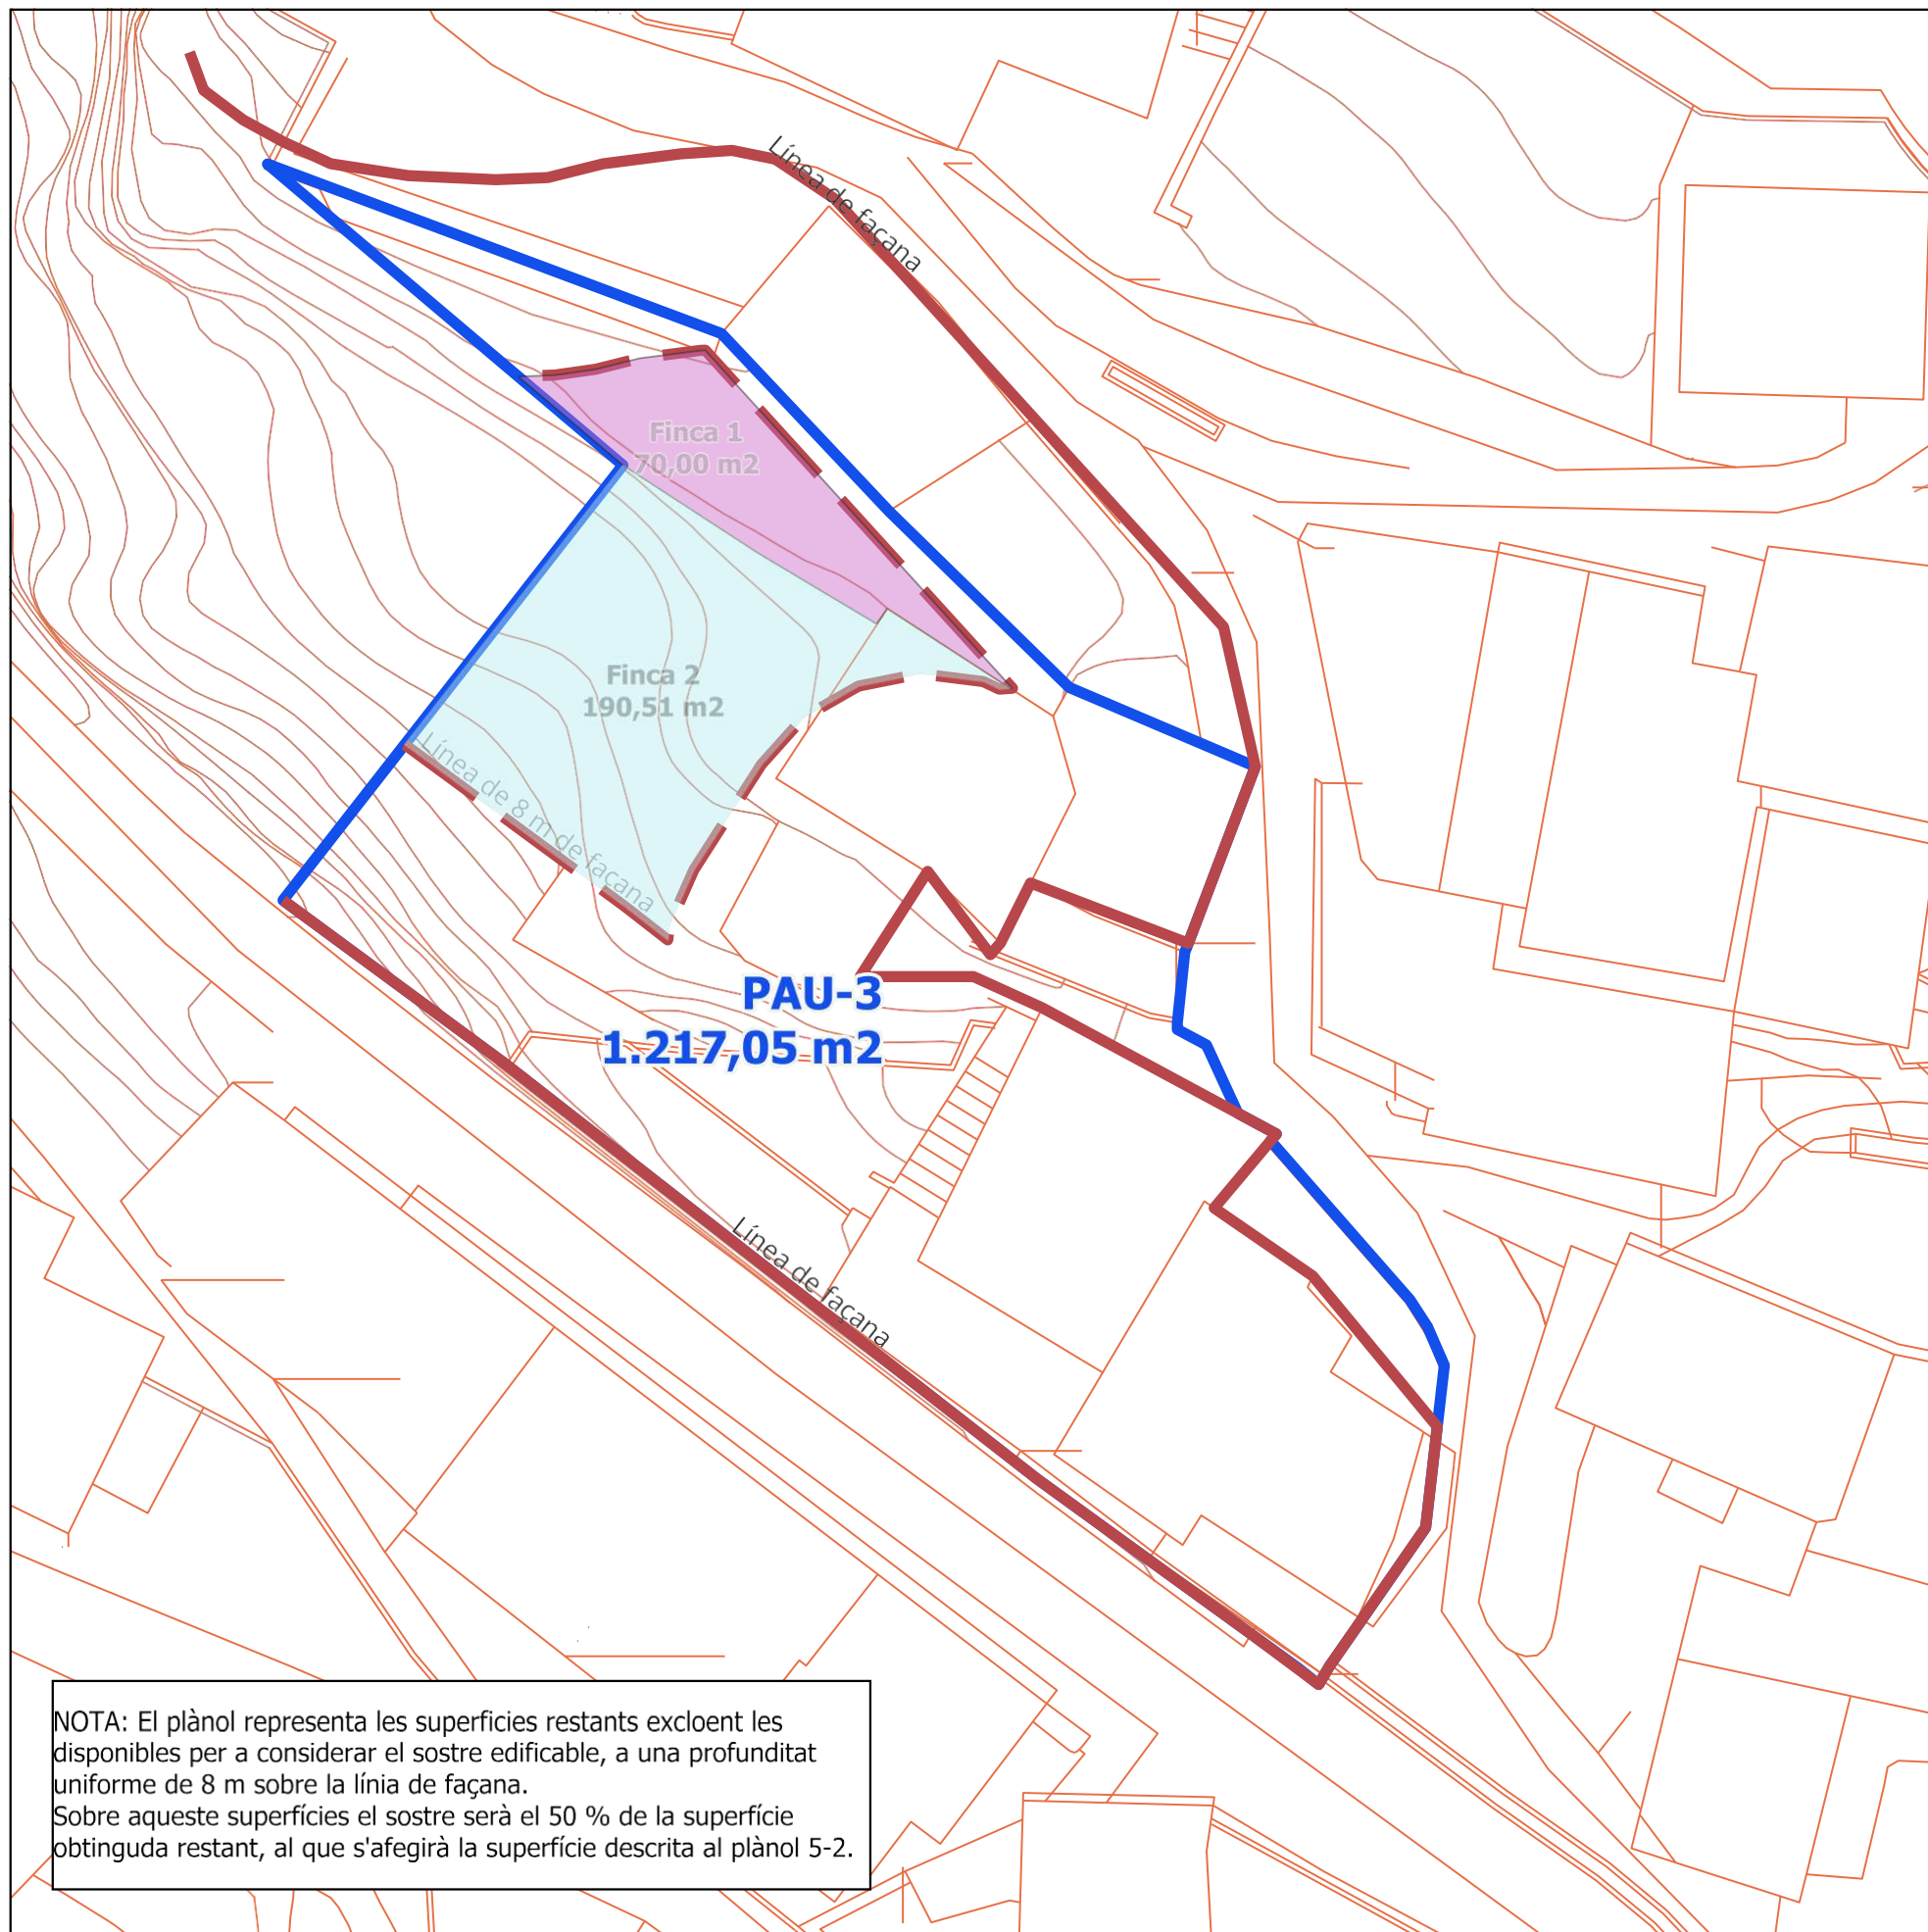 Línea de façana
Finca 1
70,00 m2
Finca 2
190,51 m2
Línea de 8 m de façana
PAU-3
1.217,05 m2
Línea de façana
NOTA: El plànol representa les superficies restants excloent les
disponibles per a considerar el sostre edificable, a una profunditat
uniforme de 8 m sobre la línia de façana.
Sobre aqueste superfícies el sostre serà el 50 % de la superfície
obtinguda restant, al que s'afegirà la superfície descrita al plànol 5-2.